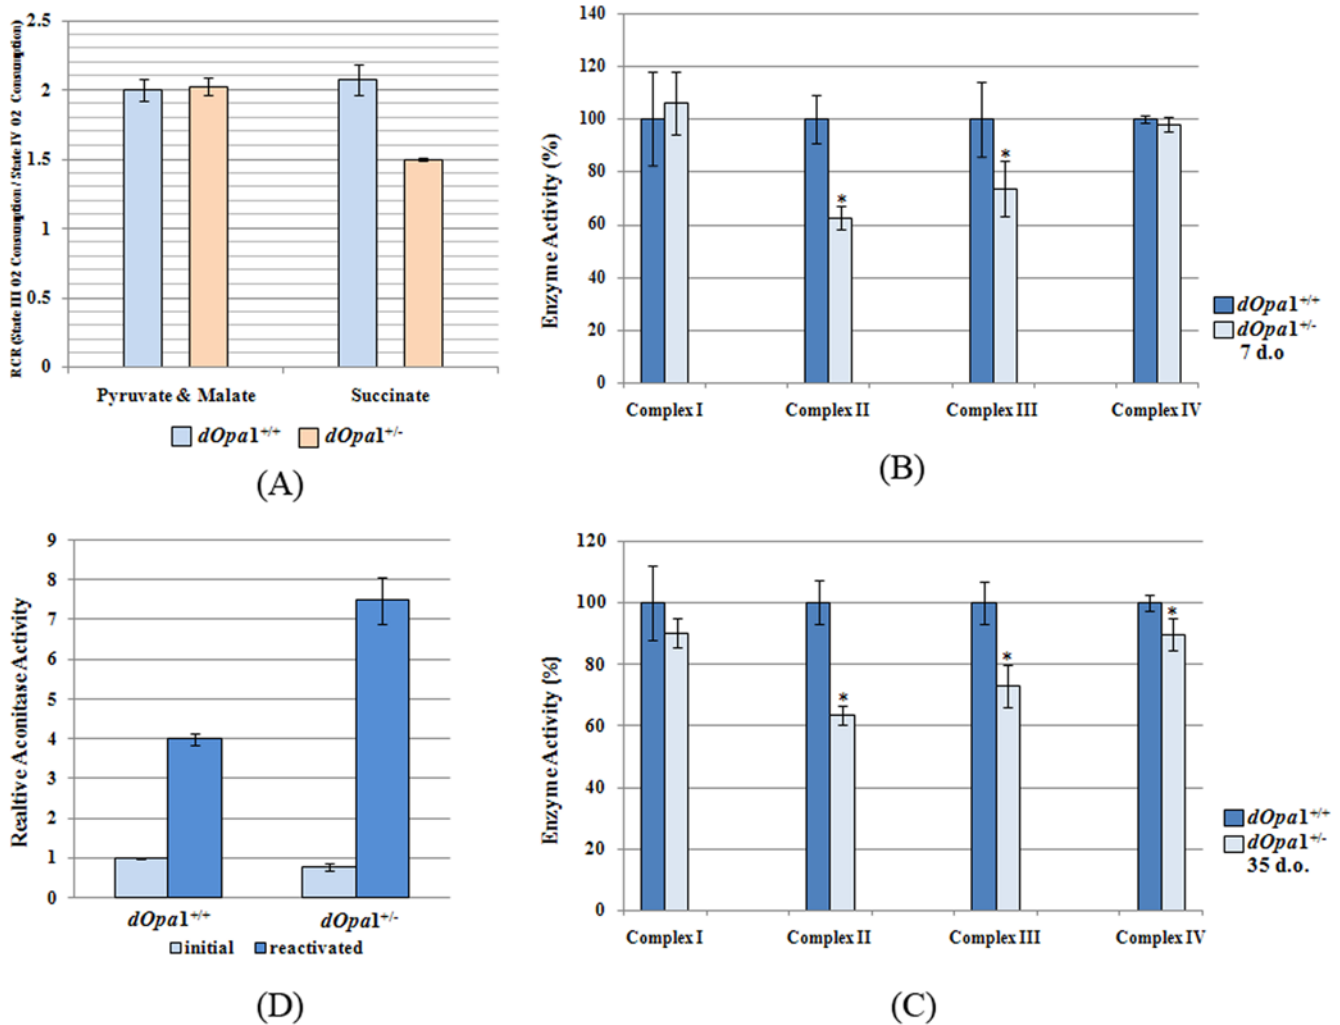 RCR (State III O2 Consumption / State IV O2 Consumption)
2.5
2
1.5
1
0.5
0
Pyruvate & Malate Succinate
dOpa1+/+ dOpa1+/-
(A)
Enzyme Activity (%)
140
120
100
80
60
40
20
0
* *
Complex I Complex II Complex III Complex IV
dOpa1+/+
dOpa1+/-
7 d.o
(B)
Realtive Aconitase Activity
9
8
7
6
5
4
3
2
1
0
dOpa1+/+ dOpa1+/-
initial reactivated
(D)
Enzyme Activity (%)
120
100
80
60
40
20
0
* * *
Complex I Complex II Complex III Complex IV
dOpa1+/+
dOpa1+/-
35 d.o.
(C)